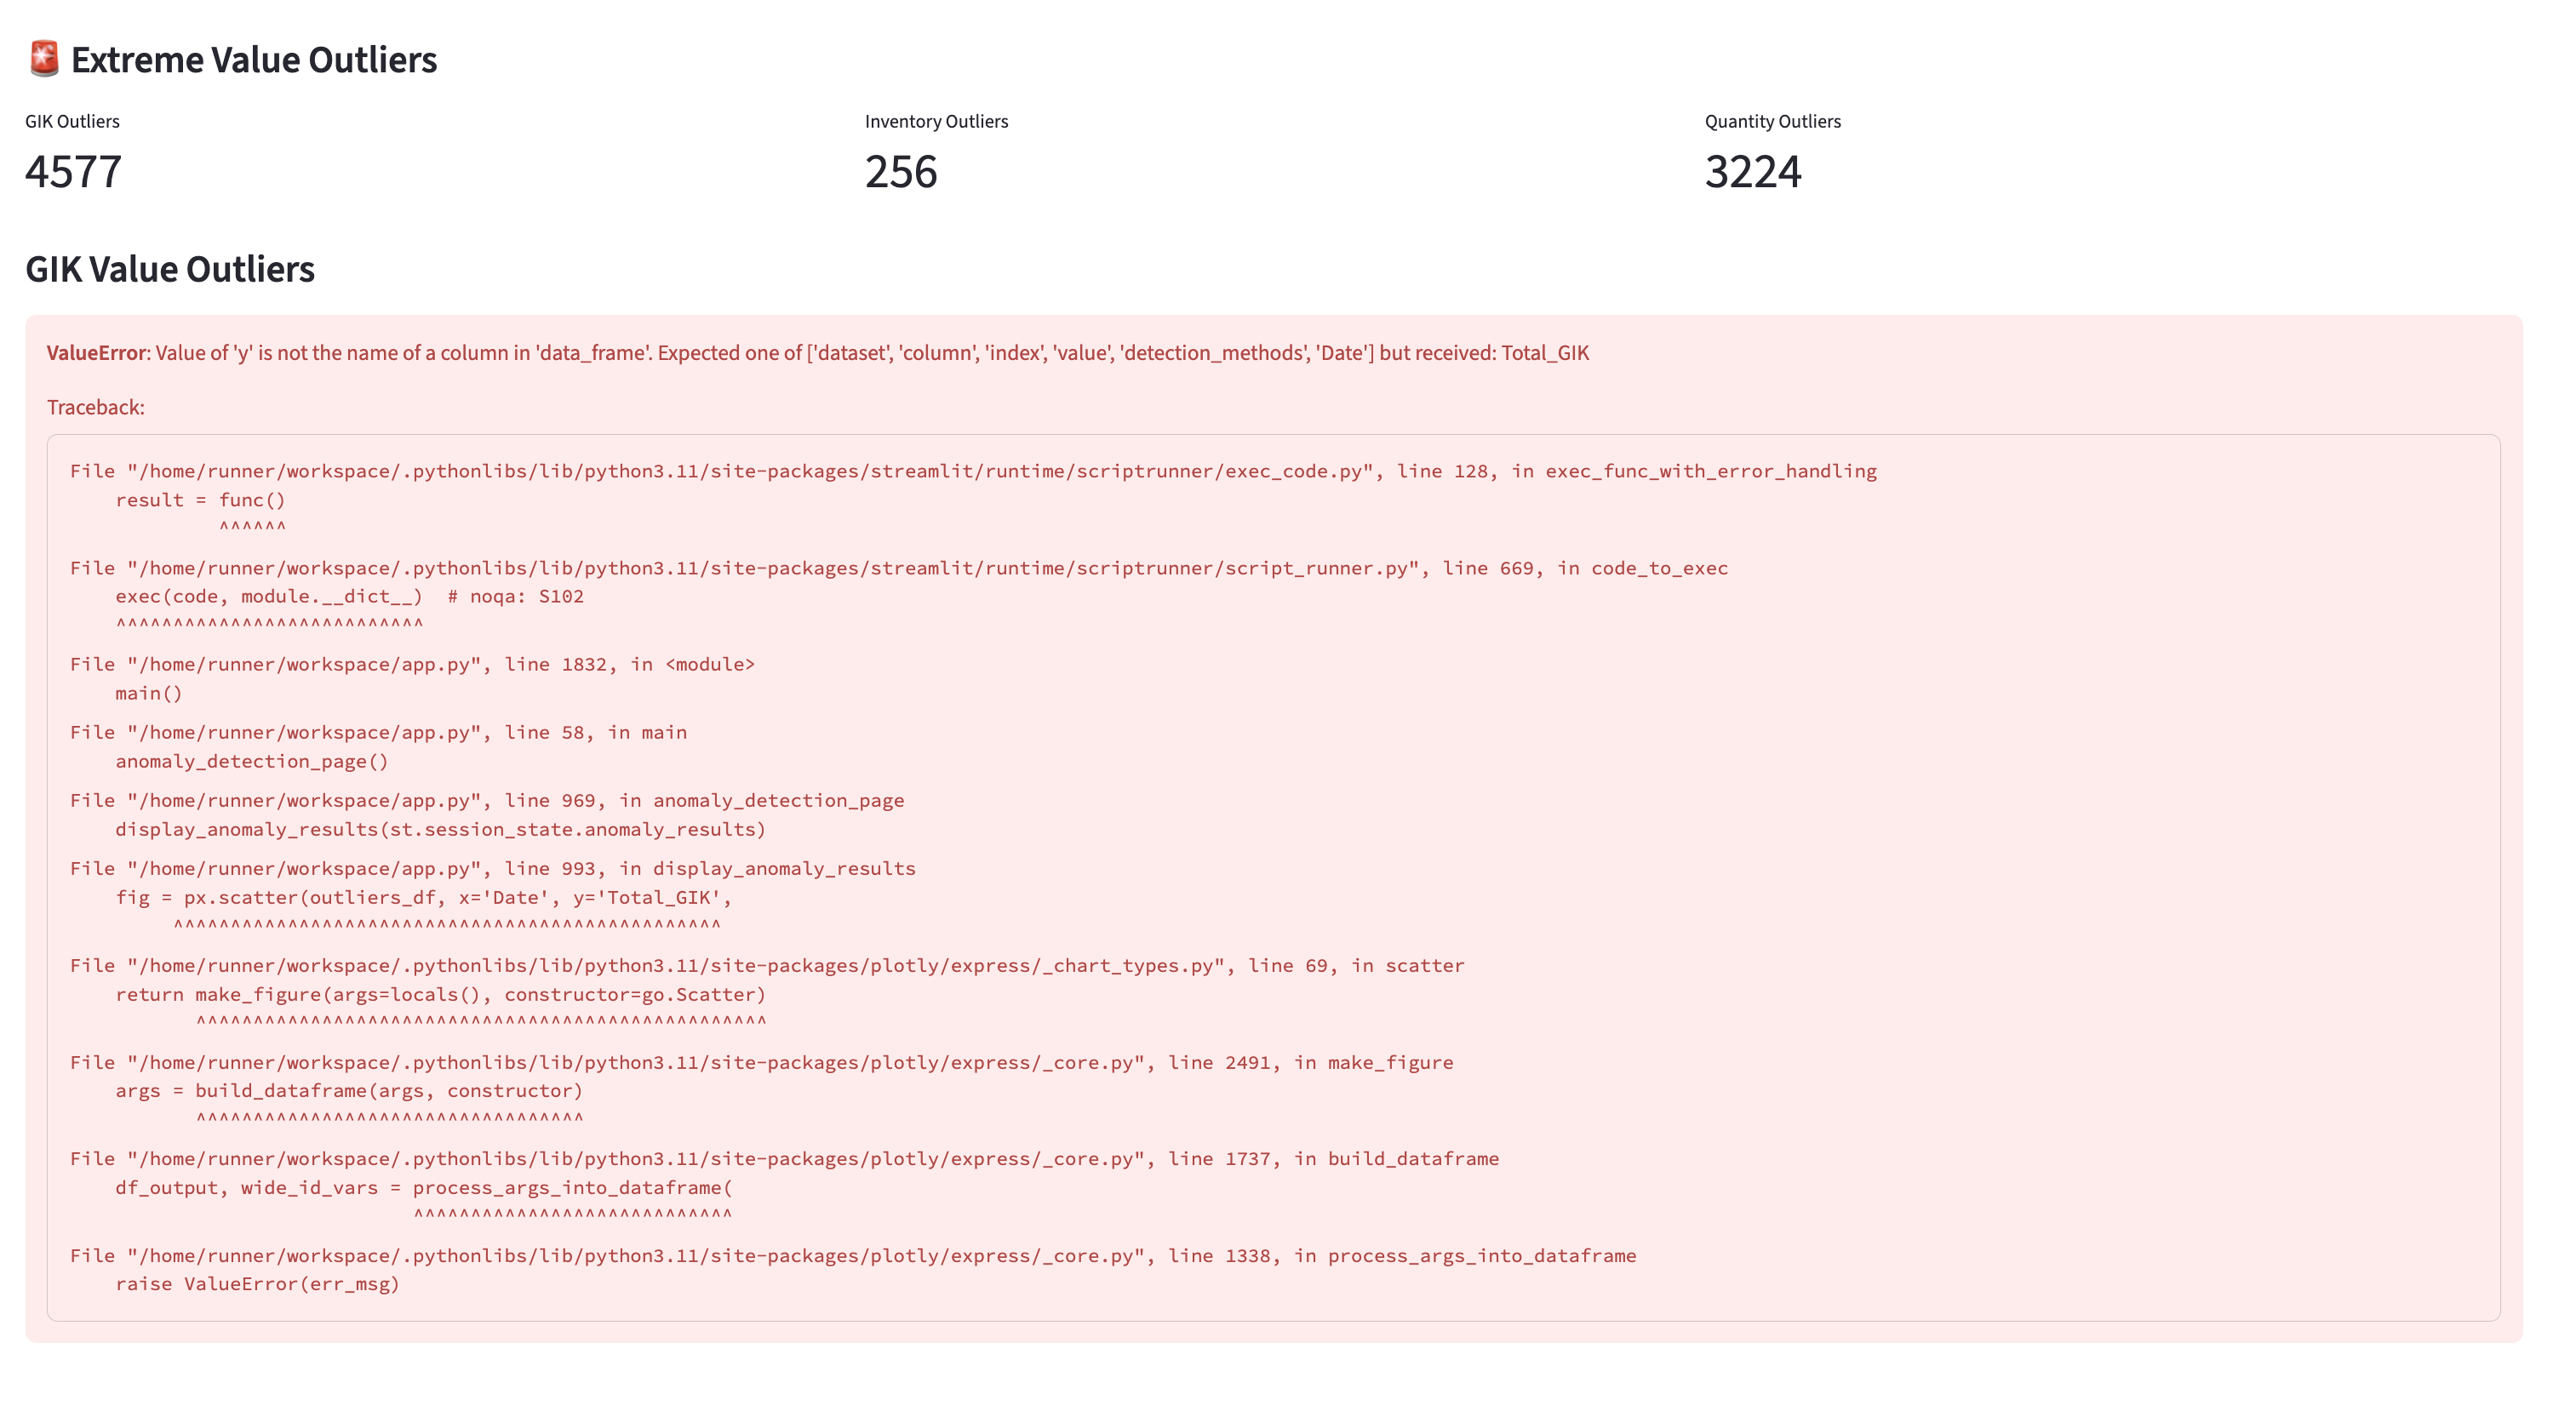 🚨 Extreme Value Outliers
GIK Outliers
4577
Inventory Outliers
256
Quantity Outliers
3224
GIK Value Outliers
ValueError: Value of 'y' is not the name of a column in 'data_frame'. Expected one of ['dataset', 'column', 'index', 'value', 'detection_methods', 'Date'] but received: Total_GIK
Traceback:
File "/home/runner/workspace/.pythonlibs/lib/python3.11/site-packages/streamlit/runtime/scriptrunner/exec_code.py", line 128, in exec_func_with_error_handling
    result = func()
             ^^^^^^
File "/home/runner/workspace/.pythonlibs/lib/python3.11/site-packages/streamlit/runtime/scriptrunner/script_runner.py", line 669, in code_to_exec
    exec(code, module.__dict__)  # noqa: S102
    ^^^^^^^^^^^^^^^^^^^^^^^^^^^
File "/home/runner/workspace/app.py", line 1832, in <module>
    main()
File "/home/runner/workspace/app.py", line 58, in main
    anomaly_detection_page()
File "/home/runner/workspace/app.py", line 969, in anomaly_detection_page
    display_anomaly_results(st.session_state.anomaly_results)
File "/home/runner/workspace/app.py", line 993, in display_anomaly_results
    fig = px.scatter(outliers_df, x='Date', y='Total_GIK',
         ^^^^^^^^^^^^^^^^^^^^^^^^^^^^^^^^^^^^^^^^^^^^^^^^
File "/home/runner/workspace/.pythonlibs/lib/python3.11/site-packages/plotly/express/_chart_types.py", line 69, in scatter
    return make_figure(args=locals(), constructor=go.Scatter)
           ^^^^^^^^^^^^^^^^^^^^^^^^^^^^^^^^^^^^^^^^^^^^^^^^^^
File "/home/runner/workspace/.pythonlibs/lib/python3.11/site-packages/plotly/express/_core.py", line 2491, in make_figure
    args = build_dataframe(args, constructor)
           ^^^^^^^^^^^^^^^^^^^^^^^^^^^^^^^^^^
File "/home/runner/workspace/.pythonlibs/lib/python3.11/site-packages/plotly/express/_core.py", line 1737, in build_dataframe
    df_output, wide_id_vars = process_args_into_dataframe(
                              ^^^^^^^^^^^^^^^^^^^^^^^^^^^^
File "/home/runner/workspace/.pythonlibs/lib/python3.11/site-packages/plotly/express/_core.py", line 1338, in process_args_into_dataframe
    raise ValueError(err_msg)